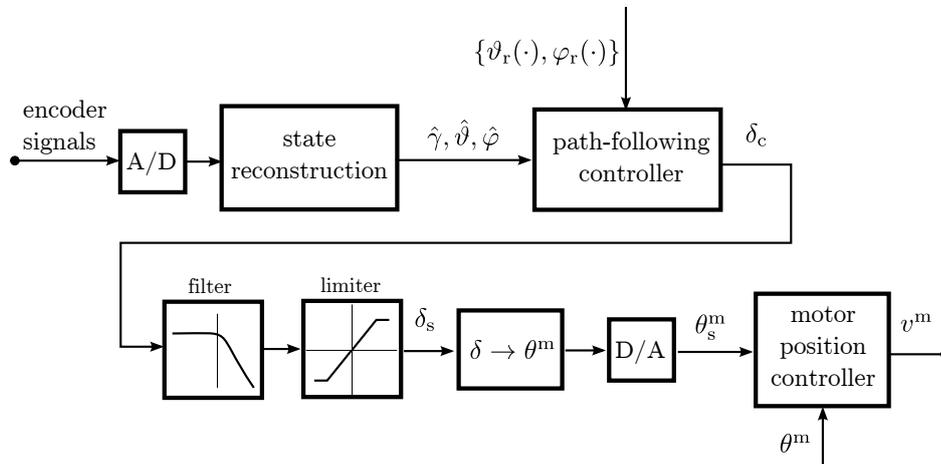 {ϑr(·), φr(·)}
encoder
signals
A/D
state
reconstruction
γ̂, ϑ̂, φ̂
path-following
controller
δc
filter
limiter
δs
δ → θᵐ
D/A
θsᵐ
motor
position
controller
vᵐ
θᵐ